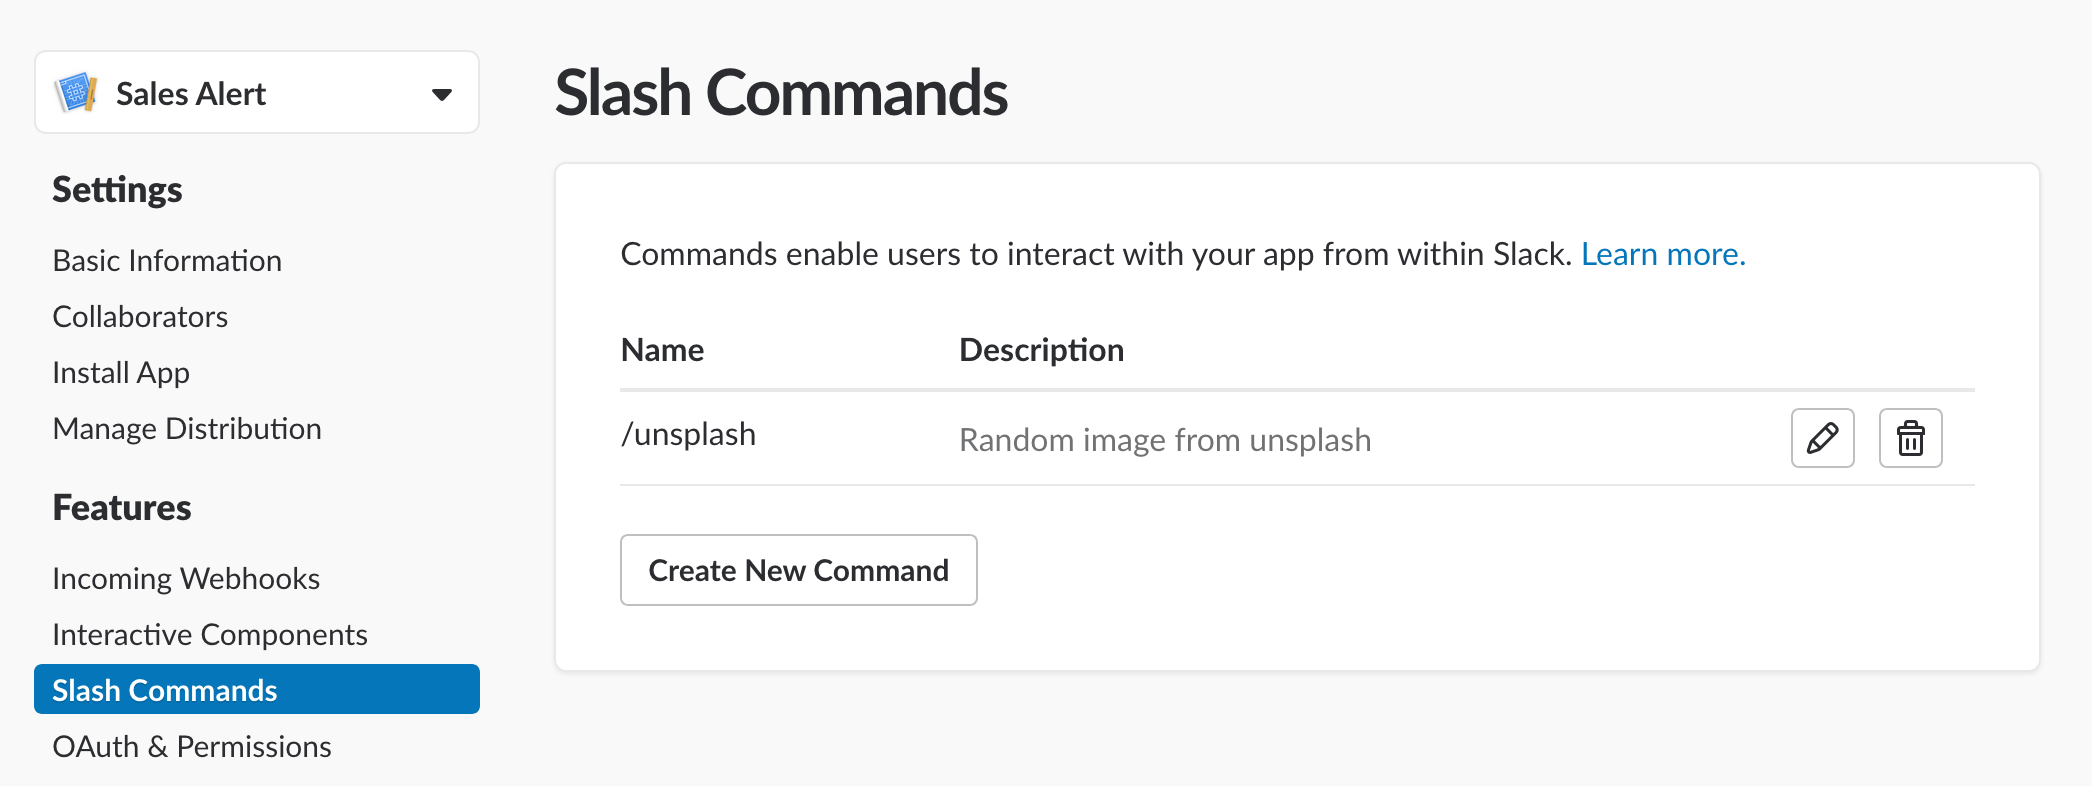 Sales Alert
Settings
Basic Information
Collaborators
Install App
Manage Distribution
Features
Incoming Webhooks
Interactive Components
Slash Commands
OAuth & Permissions
Slash Commands
Commands enable users to interact with your app from within Slack. Learn more.
Name Description
/unsplash Random image from unsplash
Create New Command